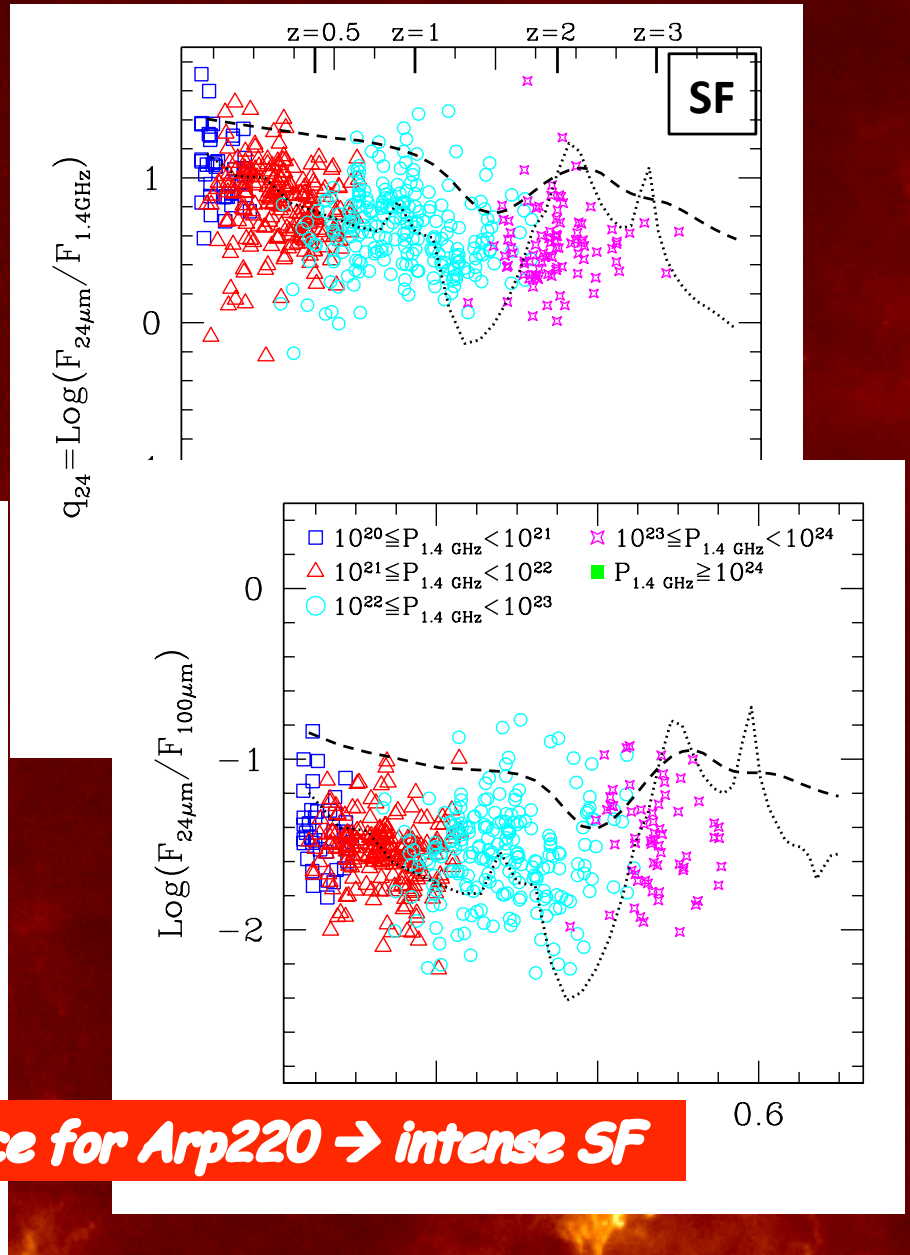 z=0.5 z=1 z=2 z=3
SF
1
0
q24=Log(F24μm/F1.4GHz)
10²⁰≦P1.4 GHz<10²¹
10²³≦P1.4 GHz<10²⁴
10²¹≦P1.4 GHz<10²²
P1.4 GHz≧10²⁴
10²²≦P1.4 GHz<10²³
0
−1
−2
Log(F24μm/F100μm)
0.6
for Arp220 → intense SF